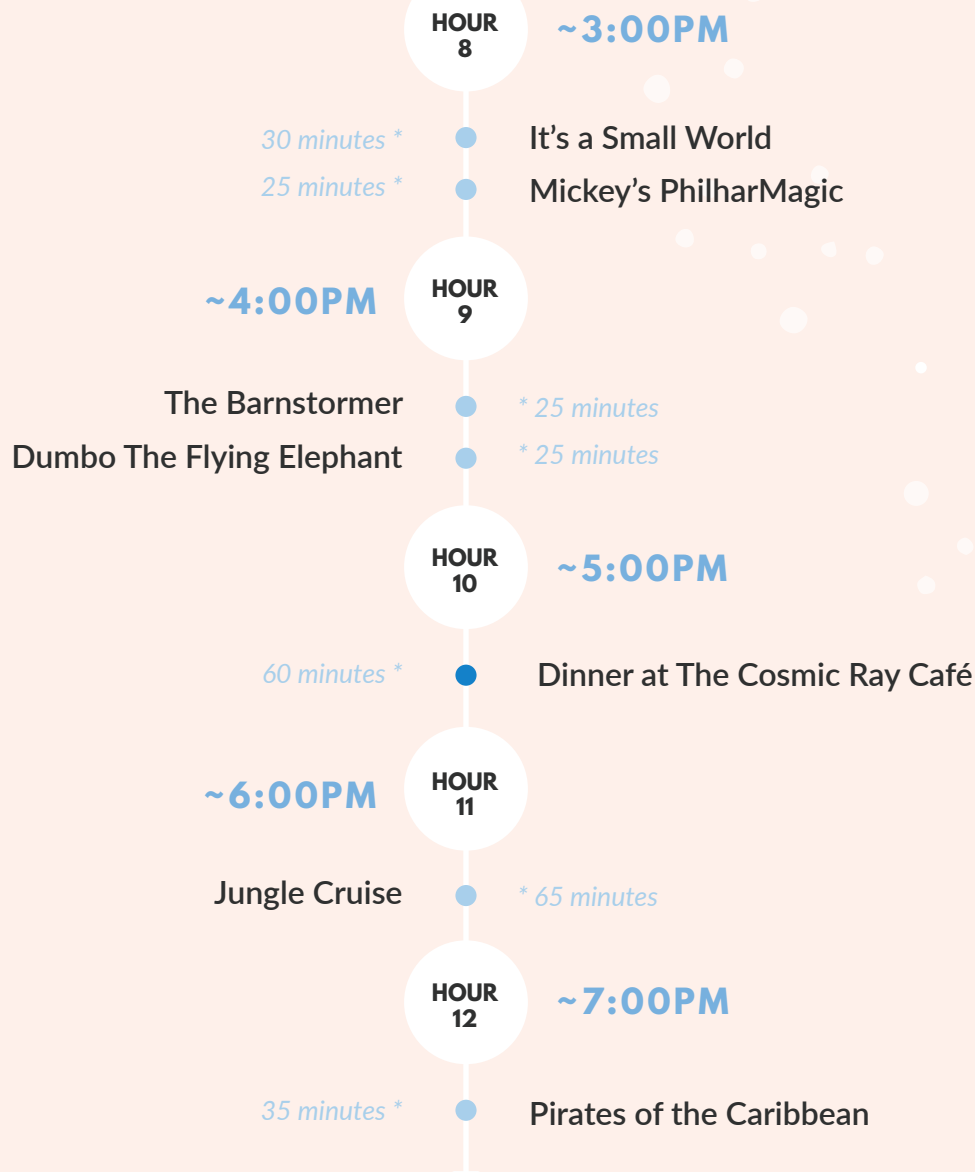 HOUR
8
~3:00PM
30 minutes *
It's a Small World
25 minutes *
Mickey's PhilharMagic
~4:00PM
HOUR
9
The Barnstormer
* 25 minutes
Dumbo The Flying Elephant
* 25 minutes
HOUR
10
~5:00PM
60 minutes *
Dinner at The Cosmic Ray Café
~6:00PM
HOUR
11
Jungle Cruise
* 65 minutes
HOUR
12
~7:00PM
35 minutes *
Pirates of the Caribbean